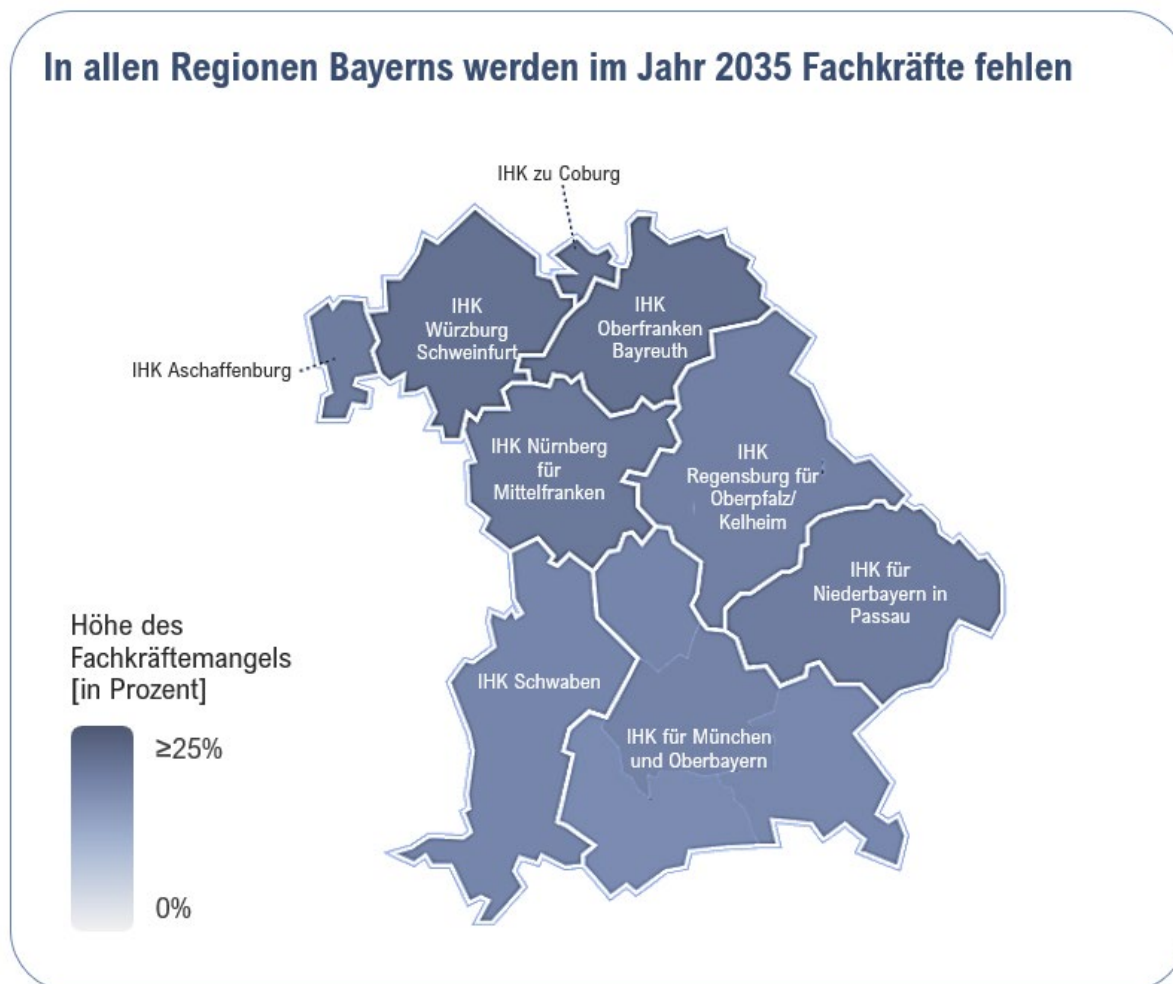 In allen Regionen Bayerns werden im Jahr 2035 Fachkräfte fehlen
IHK zu Coburg
IHK
Würzburg
Schweinfurt
IHK
Oberfranken
Bayreuth
IHK Aschaffenburg
IHK Nürnberg
für
Mittelfranken
IHK
Regensburg für
Oberpfalz/
Kelheim
IHK für
Niederbayern in
Passau
IHK Schwaben
IHK für München
und Oberbayern
Höhe des
Fachkräftemangels
[in Prozent]
≥25%
0%